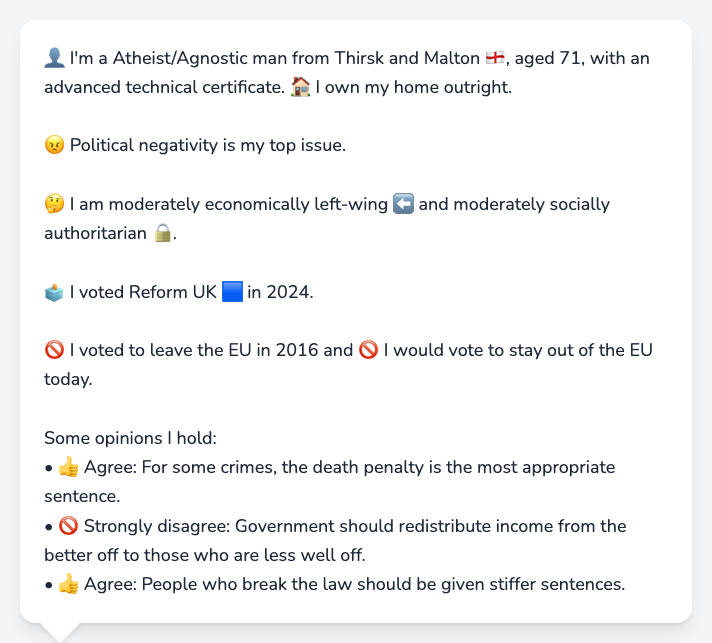 👤 I'm a Atheist/Agnostic man from Thirsk and Malton 🏴󠁧󠁢󠁥󠁮󠁧󠁿, aged 71, with an
advanced technical certificate. 🏠 I own my home outright.
😠 Political negativity is my top issue.
🤔 I am moderately economically left-wing ⬅️ and moderately socially
authoritarian 🔒.
🗳️ I voted Reform UK 🟦 in 2024.
🚫 I voted to leave the EU in 2016 and 🚫 I would vote to stay out of the EU
today.
Some opinions I hold:
• 👍 Agree: For some crimes, the death penalty is the most appropriate
sentence.
• 🚫 Strongly disagree: Government should redistribute income from the
better off to those who are less well off.
• 👍 Agree: People who break the law should be given stiffer sentences.